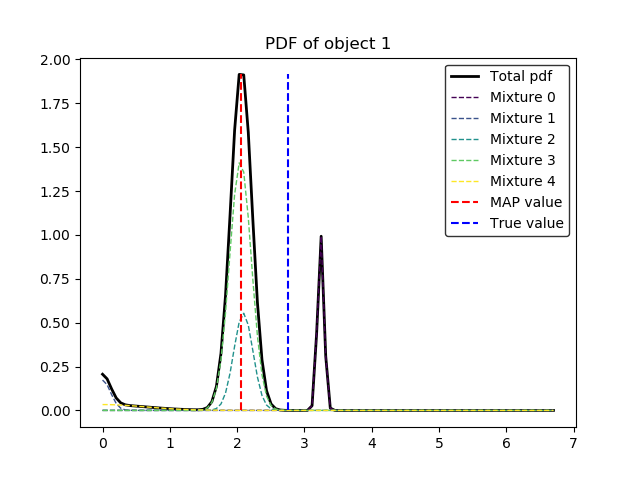 PDF of object 1
2.00
1.75
1.50
1.25
1.00
0.75
0.50
0.25
0.00
0 1 2 3 4 5 6 7
Total pdf
Mixture 0
Mixture 1
Mixture 2
Mixture 3
Mixture 4
MAP value
True value